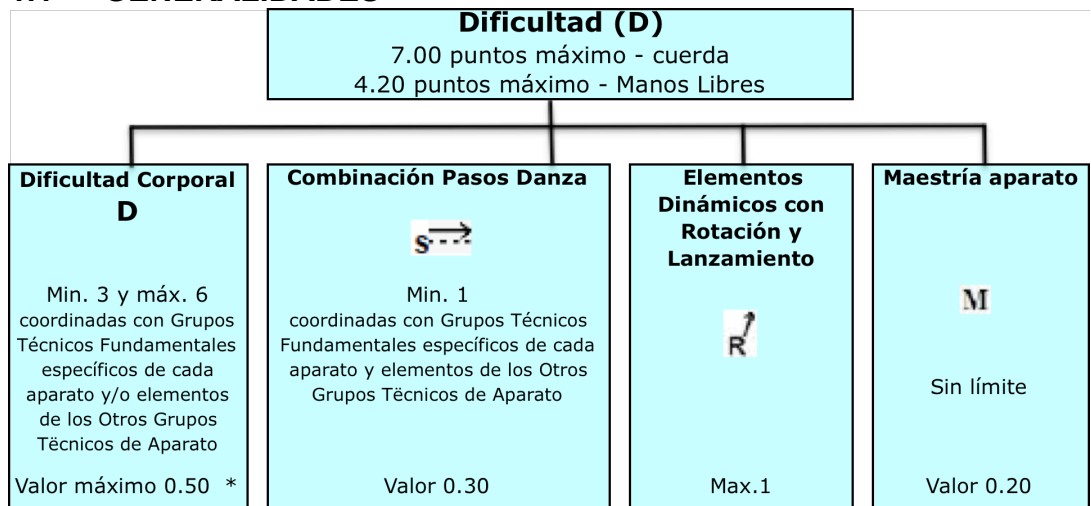 Dificultad (D)
7.00 puntos máximo - cuerda
4.20 puntos máximo - Manos Libres
Dificultad Corporal
D
Min. 3 y máx. 6
coordinadas con Grupos
Técnicos Fundamentales
específicos de cada
aparato y/o elementos
de los Otros Grupos
Tëcnicos de Aparato
Valor máximo 0.50 *
Combinación Pasos Danza
S
Min. 1
coordinadas con Grupos Técnicos
Fundamentales específicos de cada
aparato y elementos de los Otros
Grupos Tëcnicos de Aparato
Valor 0.30
Elementos
Dinámicos con
Rotación y
Lanzamiento
R
Max.1
Maestría aparato
M
Sin límite
Valor 0.20